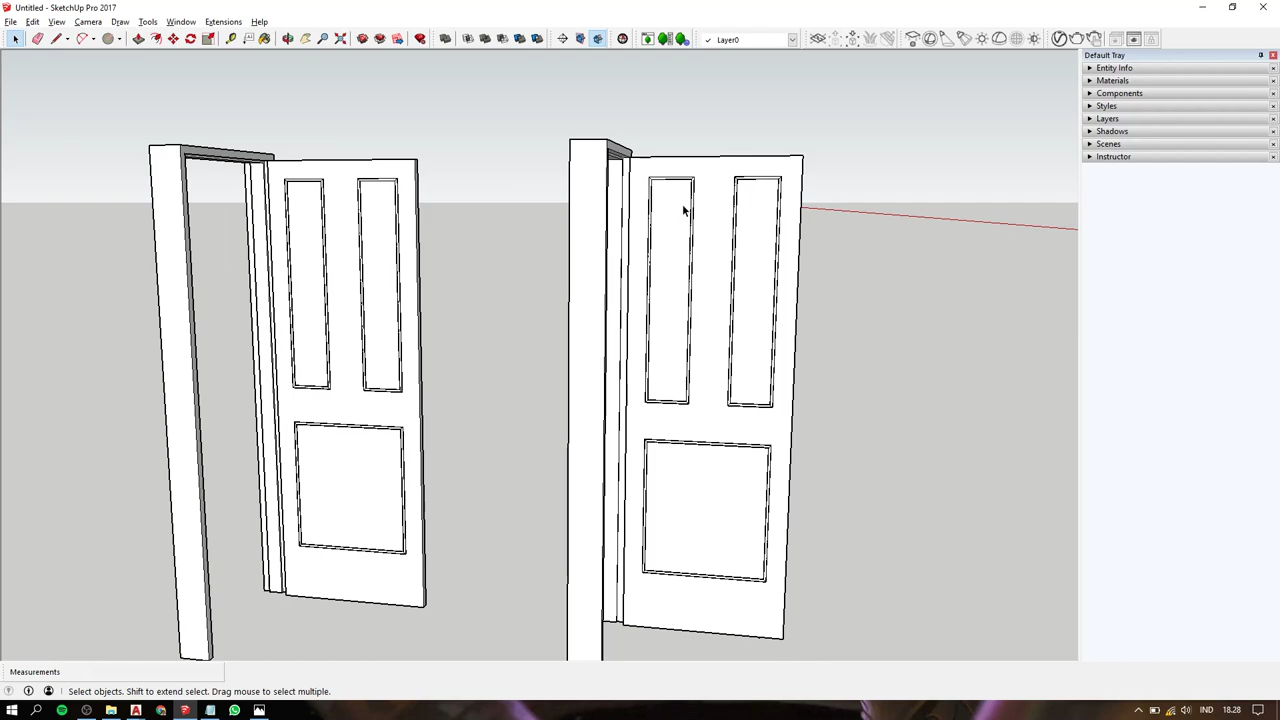 Untitled - SketchUp Pro 2017
File Edit View Camera Draw Tools Window Extensions Help
Layer0
Default Tray
Entity Info
Materials
Components
Styles
Layers
Shadows
Scenes
Instructor
Measurements
Select objects. Shift to extend select. Drag mouse to select multiple.
IND 18.28